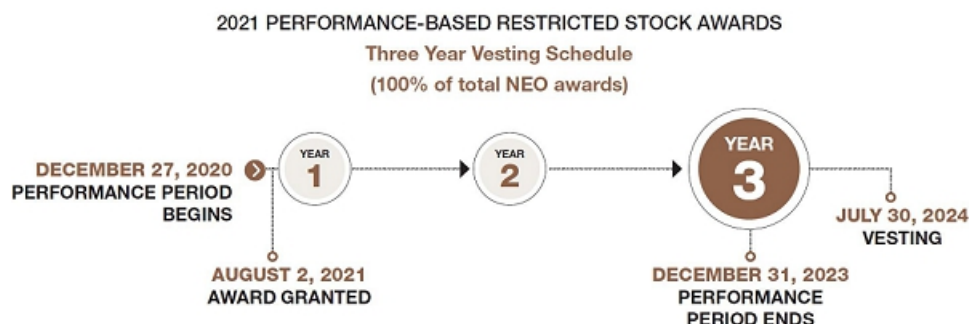 2021 PERFORMANCE-BASED RESTRICTED STOCK AWARDS
Three Year Vesting Schedule
(100% of total NEO awards)
DECEMBER 27, 2020
PERFORMANCE PERIOD
BEGINS
YEAR
1
YEAR
2
YEAR
3
JULY 30, 2024
VESTING
AUGUST 2, 2021
AWARD GRANTED
DECEMBER 31, 2023
PERFORMANCE
PERIOD ENDS